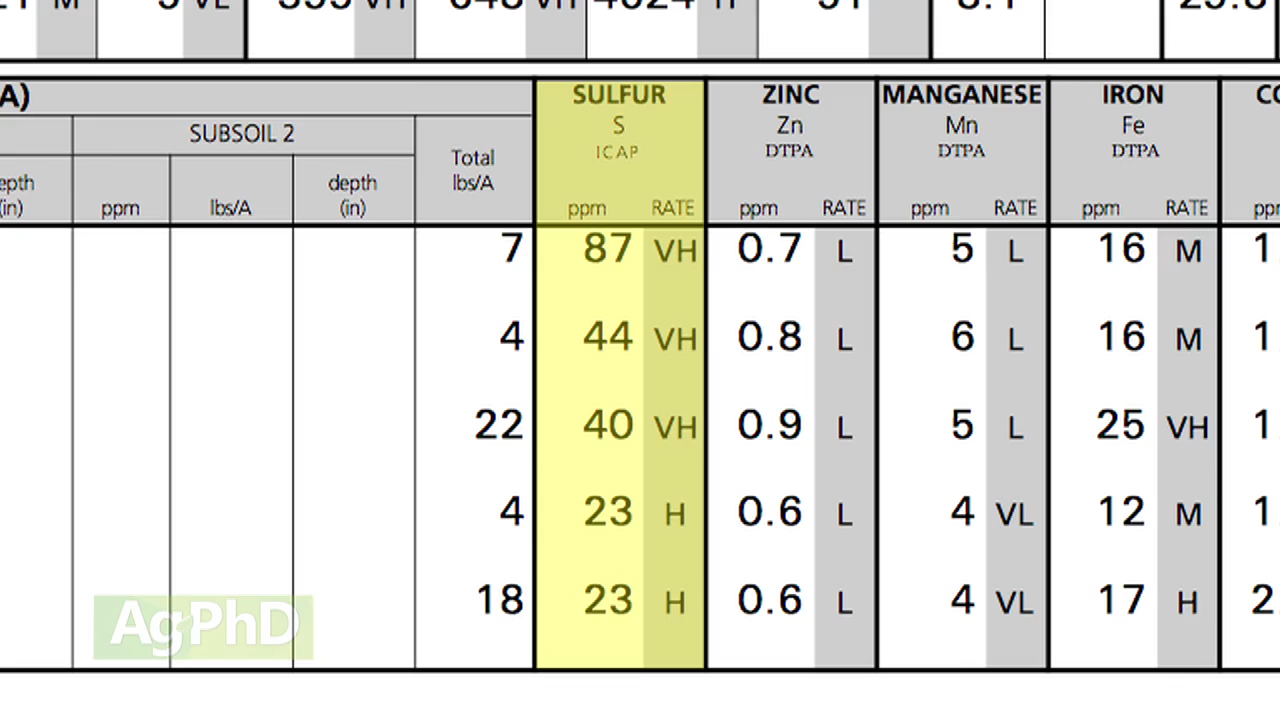 M VL VH VH H
A) SULFUR ZINC MANGANESE IRON
SUBSOIL 2 S Zn Mn Fe
Total ICAP DTPA DTPA DTPA
depth lbs/A
ppm lbs/A (in) ppm RATE ppm RATE ppm RATE ppm RATE
7 87 VH 0.7 L 5 L 16 M
4 44 VH 0.8 L 6 L 16 M
22 40 VH 0.9 L 5 L 25 VH
4 23 H 0.6 L 4 VL 12 M
18 23 H 0.6 L 4 VL 17 H
AgPhD